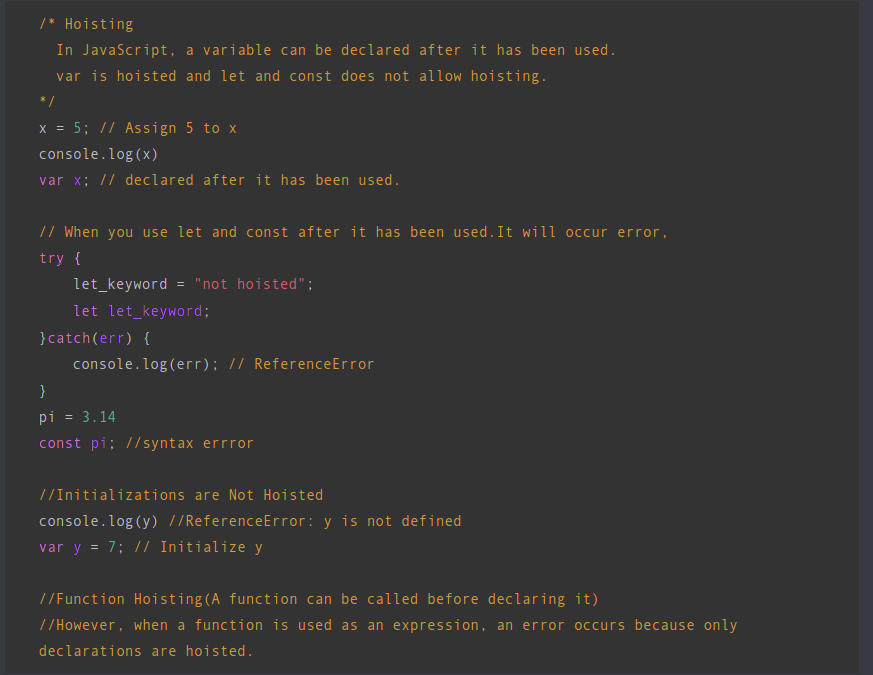 /* Hoisting
  In JavaScript, a variable can be declared after it has been used.
  var is hoisted and let and const does not allow hoisting.
*/
x = 5; // Assign 5 to x
console.log(x)
var x; // declared after it has been used.

// When you use let and const after it has been used.It will occur error,
try {
    let_keyword = "not hoisted";
    let let_keyword;
}catch(err) {
    console.log(err); // ReferenceError
}
pi = 3.14
const pi; //syntax errror

//Initializations are Not Hoisted
console.log(y) //ReferenceError: y is not defined
var y = 7; // Initialize y

//Function Hoisting(A function can be called before declaring it)
//However, when a function is used as an expression, an error occurs because only
declarations are hoisted.